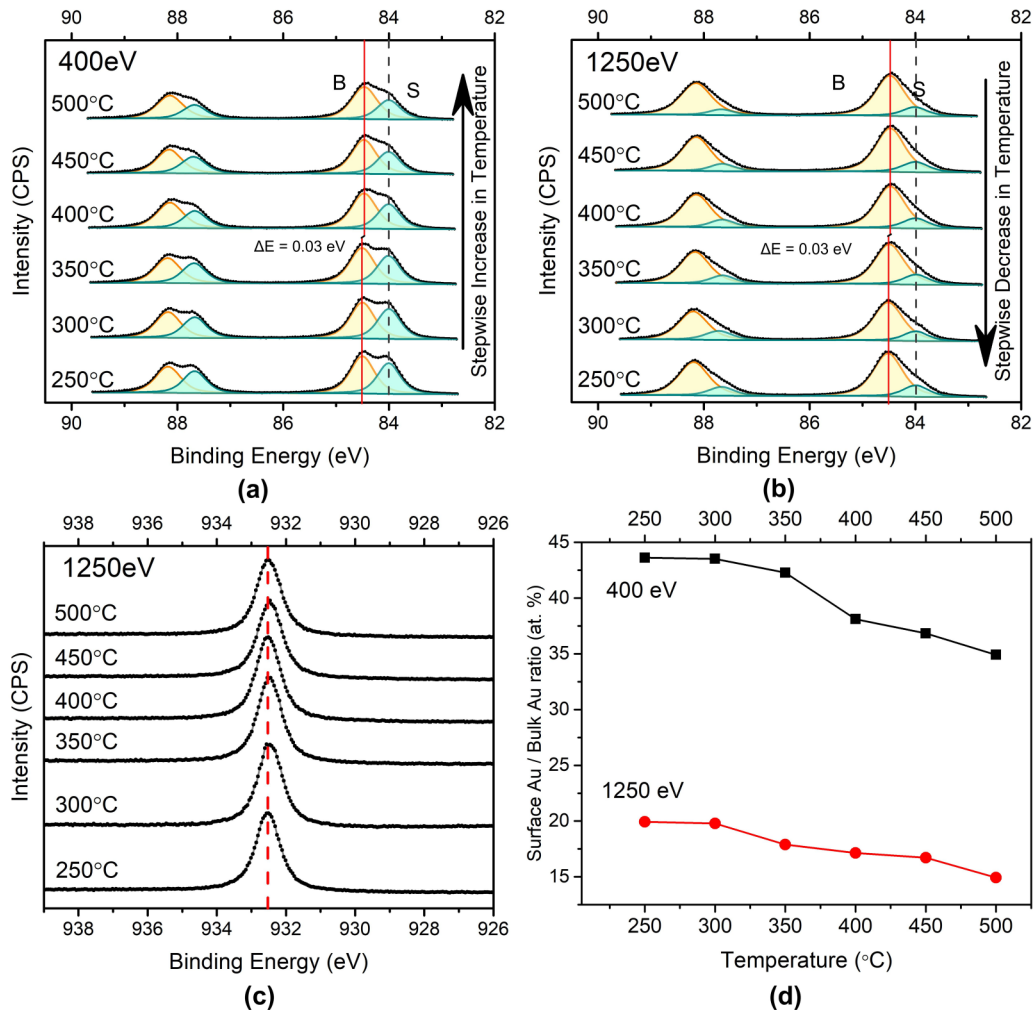 90 88 86 84 82
400eV
B
S
500°C
450°C
400°C
ΔE = 0.03 eV
350°C
300°C
250°C
Stepwise Increase in Temperature
Intensity (CPS)
90 88 86 84 82
Binding Energy (eV)
(a)
90 88 86 84 82
1250eV
B
S
500°C
450°C
400°C
ΔE = 0.03 eV
350°C
300°C
250°C
Stepwise Decrease in Temperature
Intensity (CPS)
90 88 86 84 82
Binding Energy (eV)
(b)
938 936 934 932 930 928 926
1250eV
500°C
450°C
400°C
350°C
300°C
250°C
Intensity (CPS)
938 936 934 932 930 928 926
Binding Energy (eV)
(c)
250 300 350 400 450 500
45
40
35
30
25
20
15
400 eV
1250 eV
Surface Au / Bulk Au ratio (at. %)
250 300 350 400 450 500
Temperature (°C)
(d)